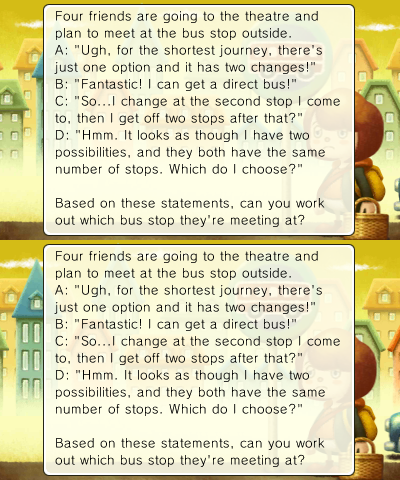 Four friends are going to the theatre and
plan to meet at the bus stop outside.
A: "Ugh, for the shortest journey, there's
just one option and it has two changes!"
B: "Fantastic! I can get a direct bus!"
C: "So...I change at the second stop I come
to, then I get off two stops after that?"
D: "Hmm. It looks as though I have two
possibilities, and they both have the same
number of stops. Which do I choose?"
Based on these statements, can you work
out which bus stop they're meeting at?
Four friends are going to the theatre and
plan to meet at the bus stop outside.
A: "Ugh, for the shortest journey, there's
just one option and it has two changes!"
B: "Fantastic! I can get a direct bus!"
C: "So...I change at the second stop I come
to, then I get off two stops after that?"
D: "Hmm. It looks as though I have two
possibilities, and they both have the same
number of stops. Which do I choose?"
Based on these statements, can you work
out which bus stop they're meeting at?